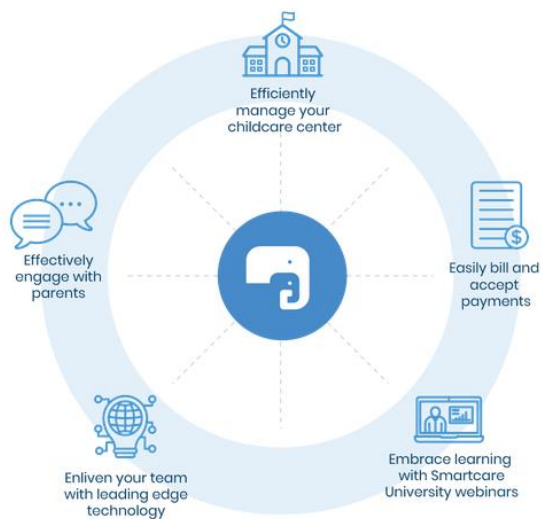 Efficiently
manage your
childcare center
Easily bill and
accept
payments
$
Embrace learning
with Smartcare
University webinars
Enliven your team
with leading edge
technology
Effectively
engage with
parents